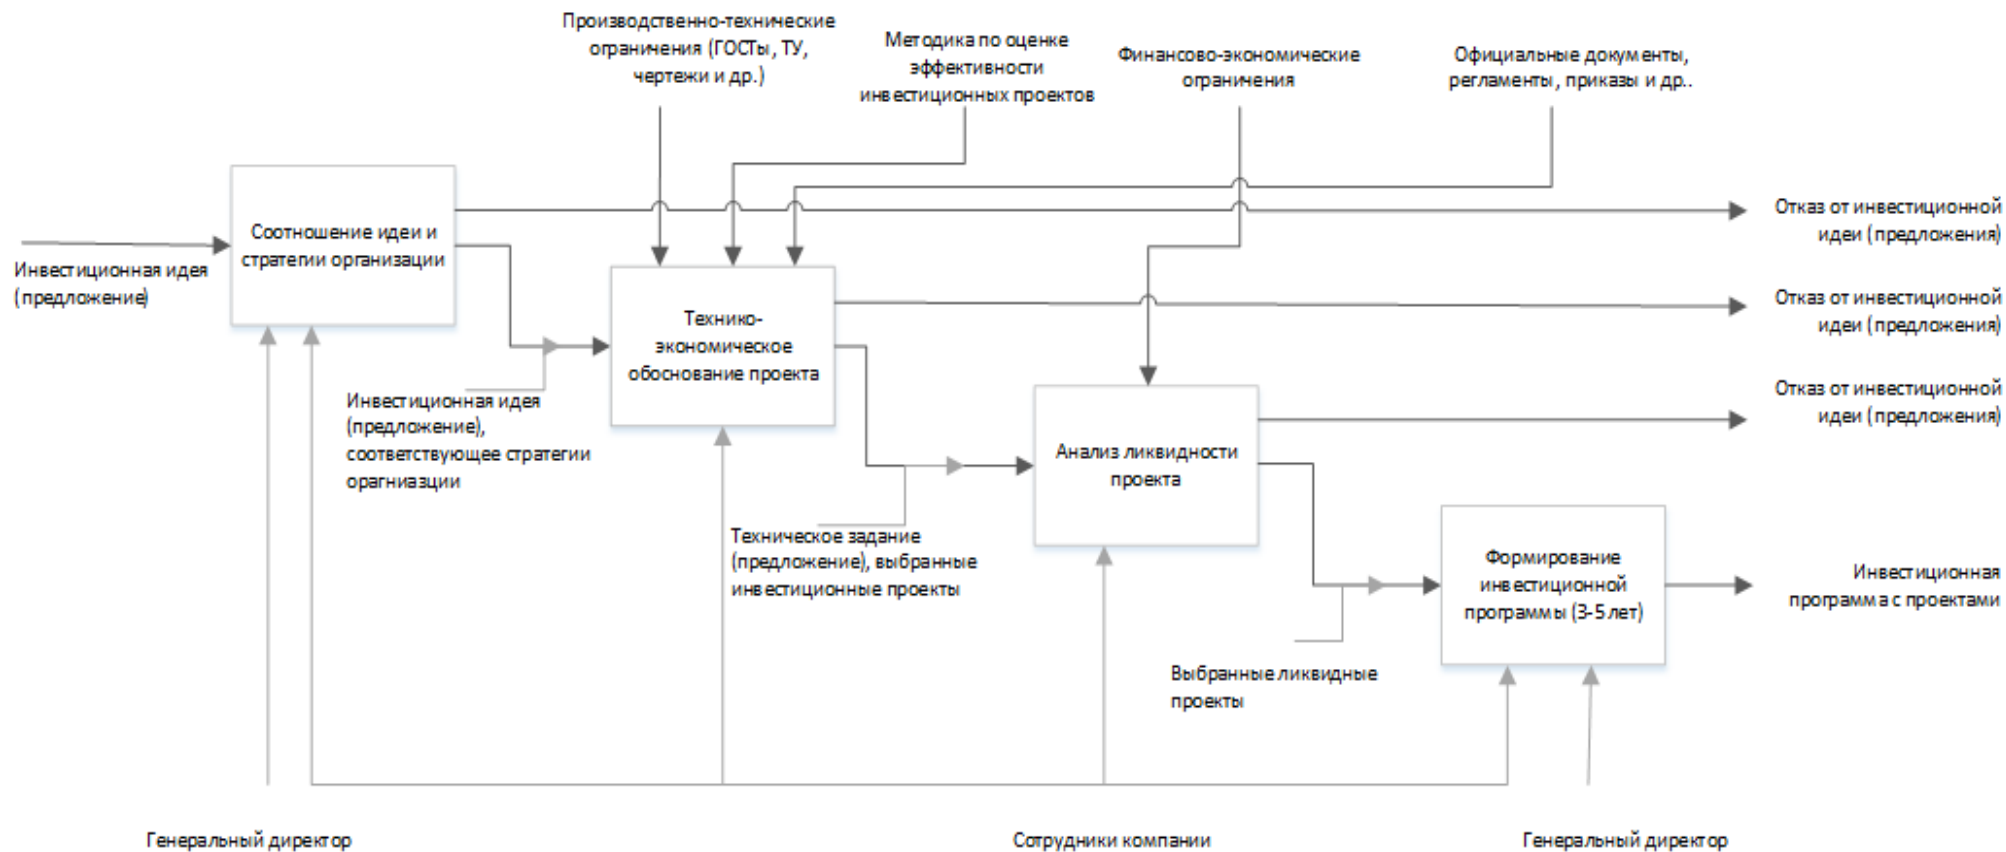 Производственно-технические
ограничения (ГОСТы, ТУ,
чертежи и др.)
Методика по оценке
эффективности
инвестиционных проектов
Финансово-экономические
ограничения
Официальные документы,
регламенты, приказы и др..
Инвестиционная идея
(предложение)
Соотношение идеи и
стратегии организации
Отказ от инвестиционной
идеи (предложения)
Технико-
экономическое
обоснование проекта
Отказ от инвестиционной
идеи (предложения)
Инвестиционная идея
(предложение),
соответствующее стратегии
орагниазции
Отказ от инвестиционной
идеи (предложения)
Анализ ликвидности
проекта
Техническое задание
(предложение), выбранные
инвестиционные проекты
Формирование
инвестиционной
программы (3-5 лет)
Инвестиционная
программа с проектами
Выбранные ликвидные
проекты
Генеральный директор
Сотрудники компании
Генеральный директор